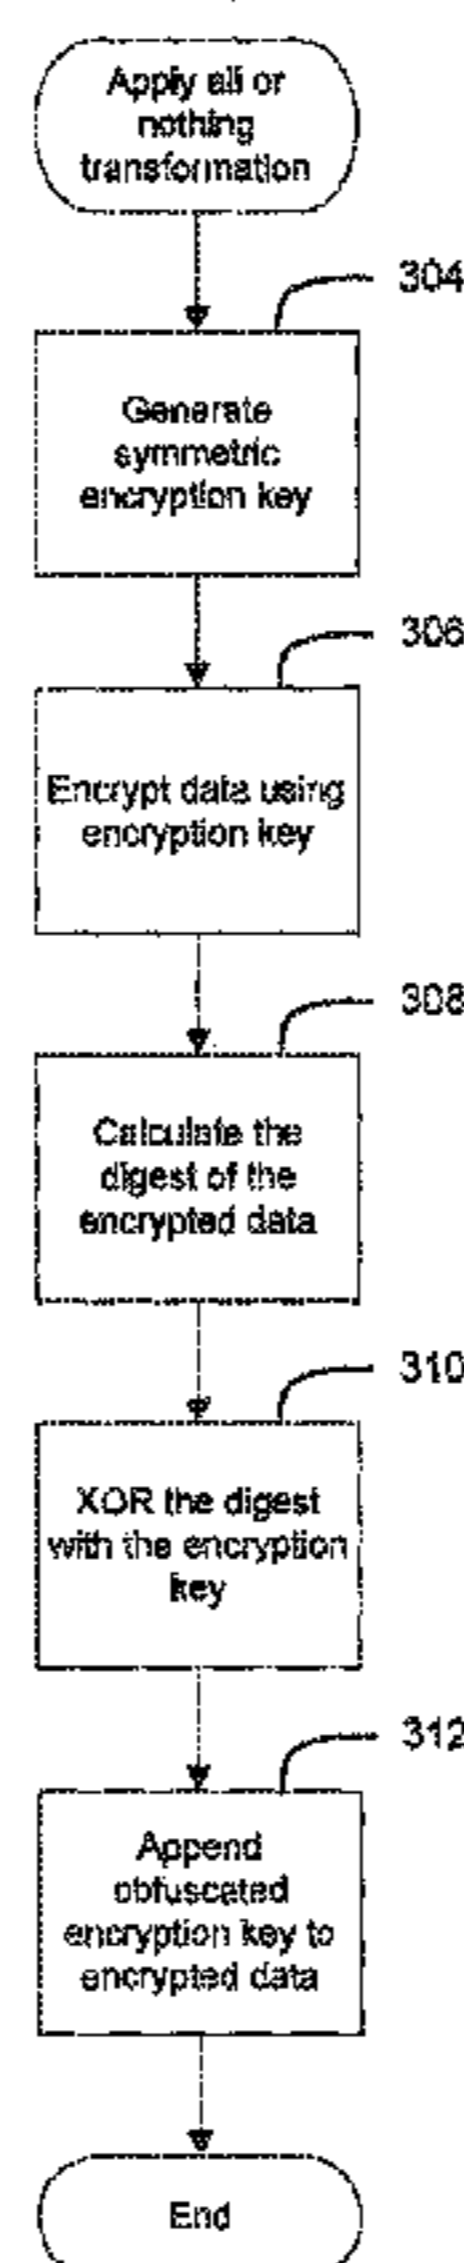 Apply all or
nothing
transformation
304
Generate
symmetric
encryption key
306
Encrypt data using
encryption key
308
Calculate the
digest of the
encrypted data
310
XOR the digest
with the encryption
key
312
Append
obfuscated
encryption key to
encrypted data
End